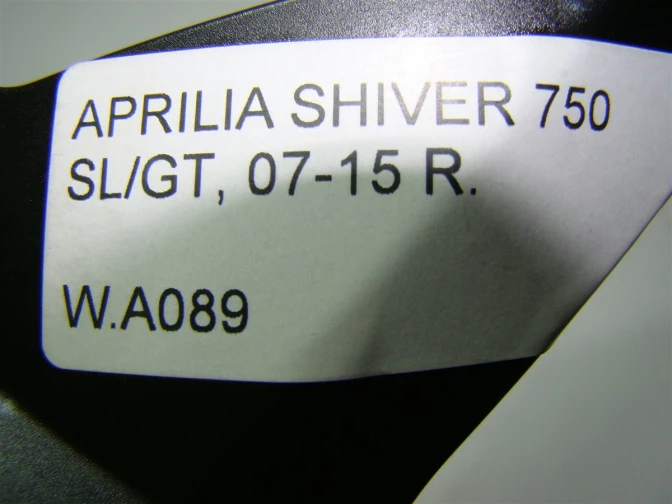 APRILIA SHIVER 750
SL/GT, 07-15 R.
W.A089